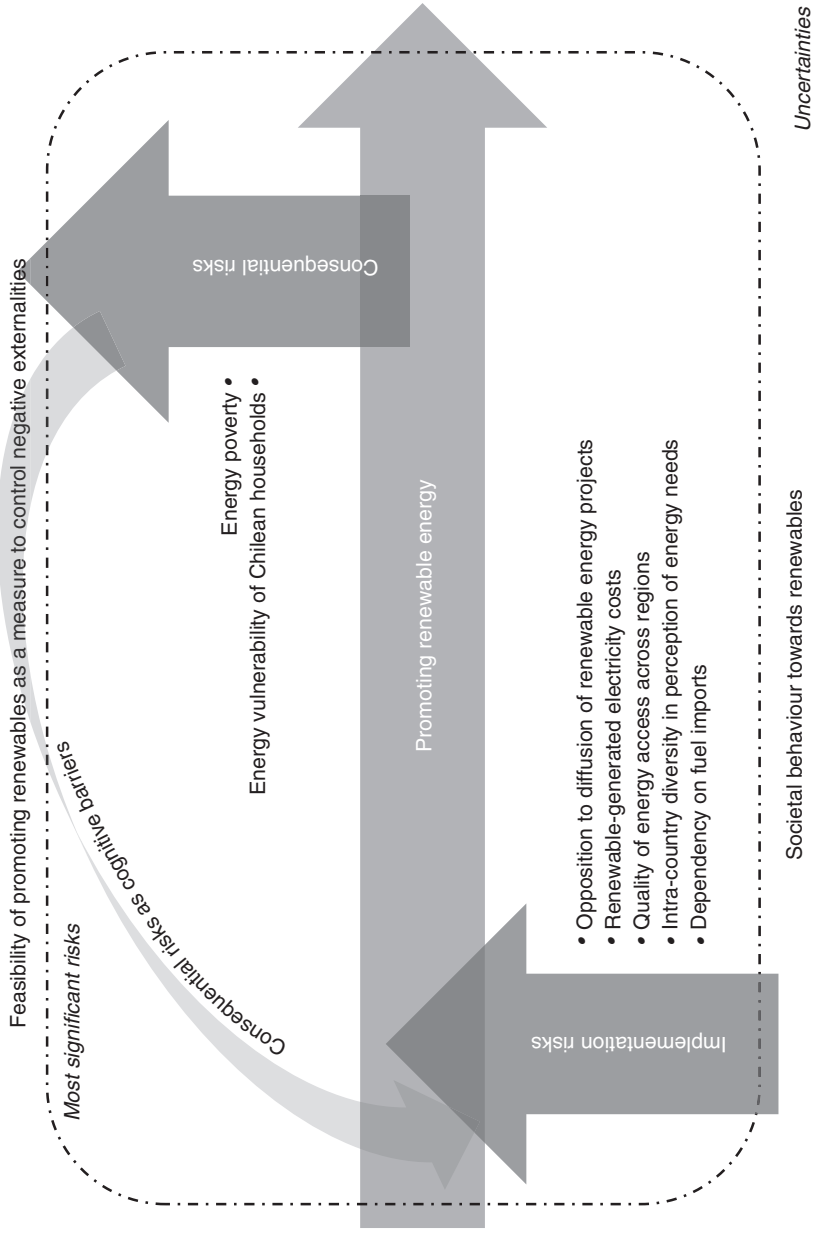 Feasibility of promoting renewables as a measure to control negative externalities
Most significant risks
Consequential risks as cognitive barriers
Energy poverty •
Energy vulnerability of Chilean households •
Consequential risks
Promoting renewable energy
Implementation risks
• Opposition to diffusion of renewable energy projects
• Renewable-generated electricity costs
• Quality of energy access across regions
• Intra-country diversity in perception of energy needs
• Dependency on fuel imports
Societal behaviour towards renewables
Uncertainties